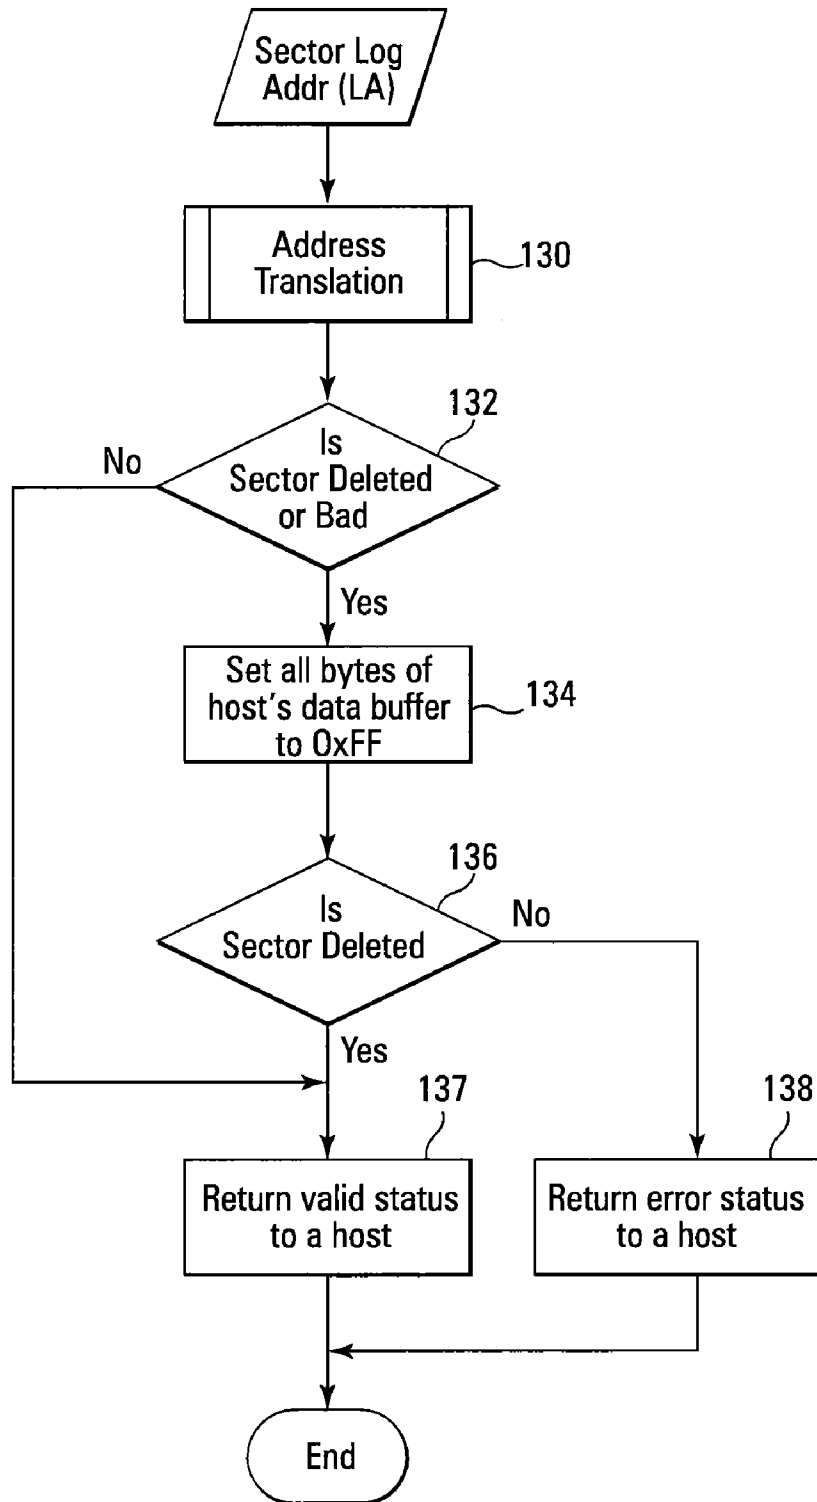 Sector Log
Addr (LA)
Address
Translation
130
132
Is
Sector Deleted
or Bad
No
Yes
Set all bytes of
host's data buffer
to 0xFF
134
136
Is
Sector Deleted
No
Yes
137
138
Return valid status
to a host
Return error status
to a host
End